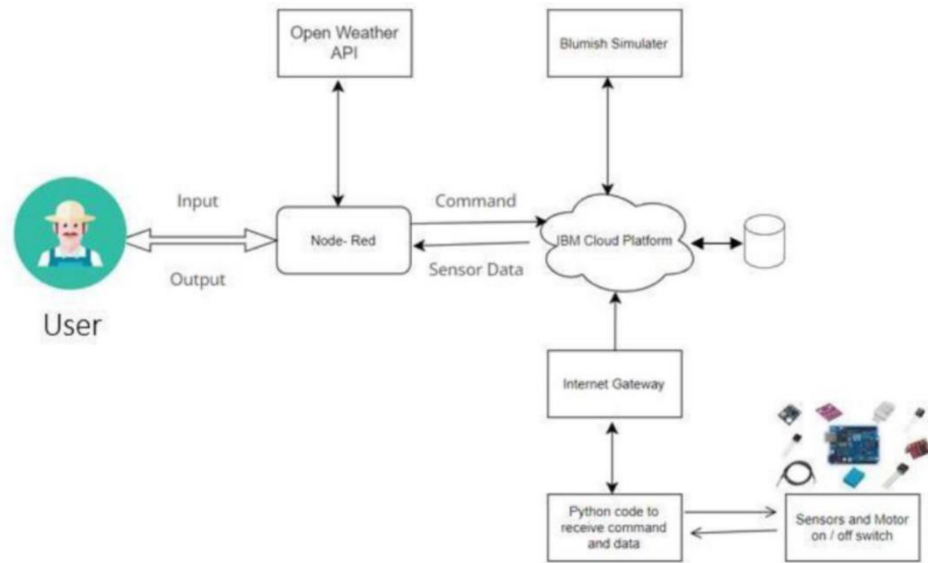 Open Weather
API
Blumish Simulater
Input
Command
Node- Red
IBM Cloud Platform
Output
Sensor Data
User
Internet Gateway
Python code to
receive command
and data
Sensors and Motor
on / off switch